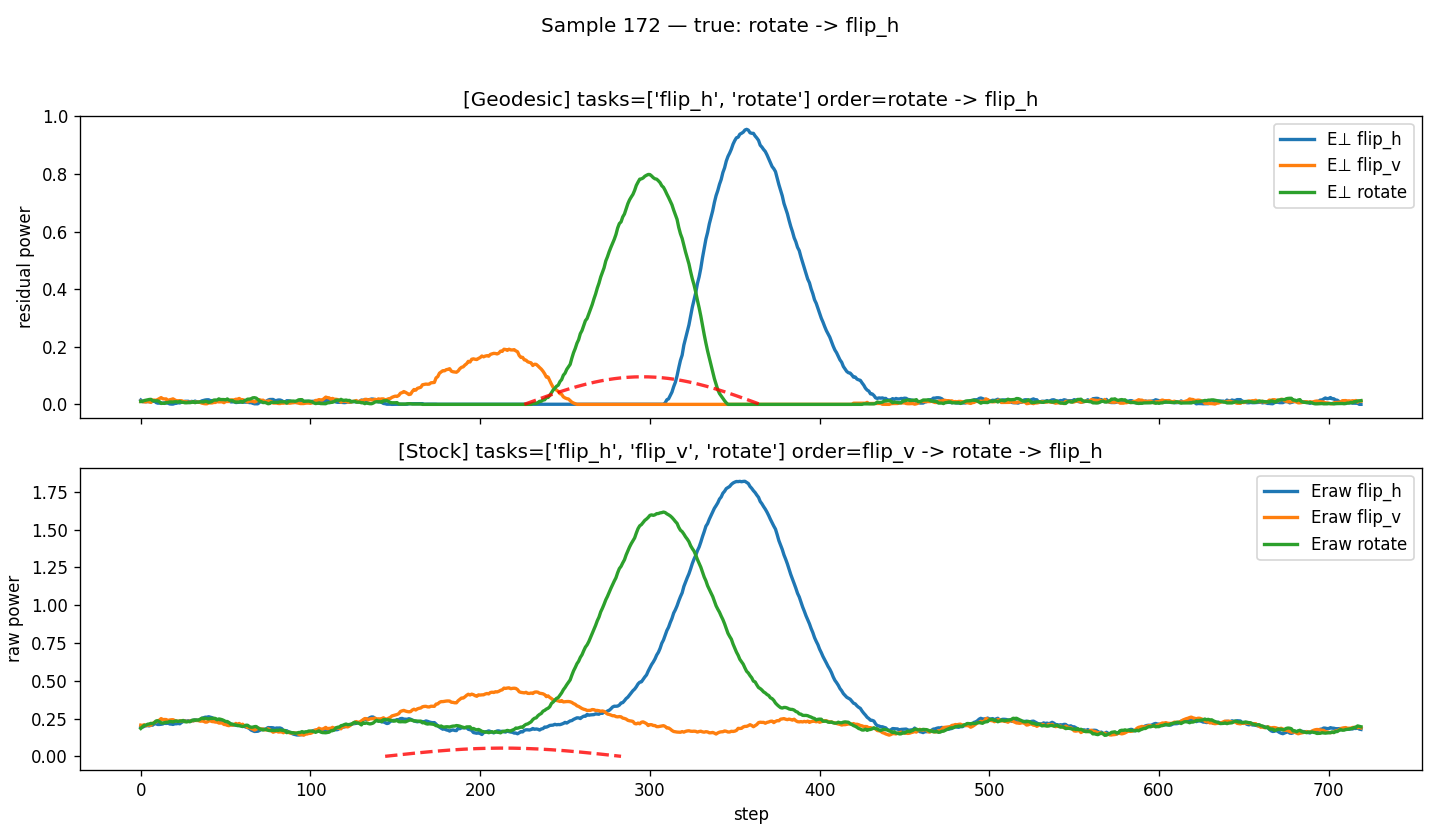 Sample 172 — true: rotate -> flip_h
[Geodesic] tasks=['flip_h', 'rotate'] order=rotate -> flip_h
1.0
0.8
0.6
0.4
0.2
0.0
residual power
E⊥ flip_h
E⊥ flip_v
E⊥ rotate
[Stock] tasks=['flip_h', 'flip_v', 'rotate'] order=flip_v -> rotate -> flip_h
1.75
1.50
1.25
1.00
0.75
0.50
0.25
0.00
raw power
Eraw flip_h
Eraw flip_v
Eraw rotate
0 100 200 300 400 500 600 700
step